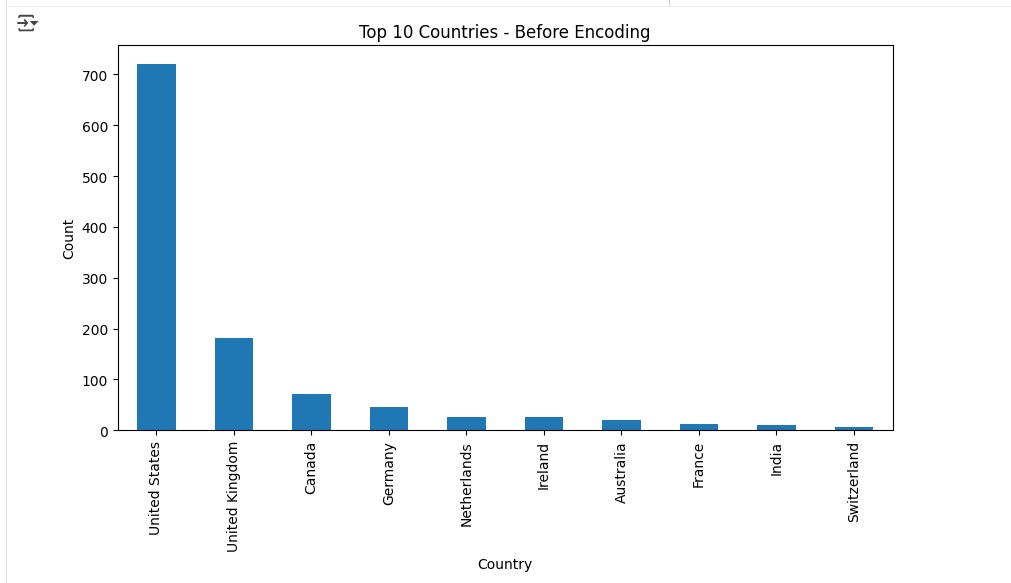 Top 10 Countries - Before Encoding
700
600
500
400
300
200
100
0
Count
United States
United Kingdom
Canada
Germany
Netherlands
Ireland
Australia
France
India
Switzerland
Country